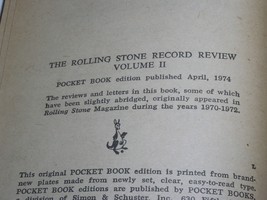 THE ROLLING STONE RECORD REVIEW
VOLUME II
POCKET BOOK edition published April, 1974
The reviews and letters in this book, some of which
have been slightly abridged, originally appeared in
Rolling Stone Magazine during the years 1970-1972.
This original POCKET BOOK edition is printed from brand-
new plates made from newly set, clear, easy-to-read type.
POCKET BOOK editions are published by POCKET BOOKS,
a division of Simon & Schuster, Inc., 630